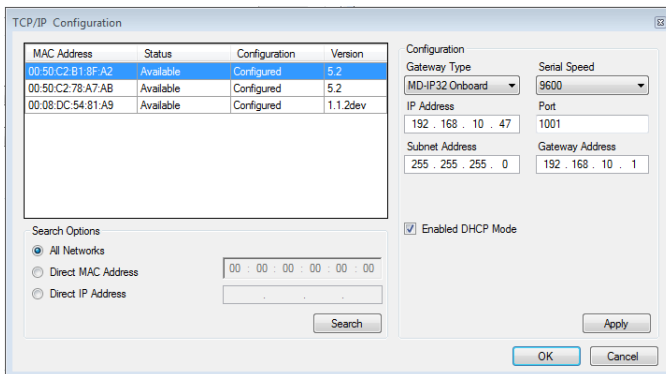 TCP/IP Configuration
MAC Address Status Configuration Version
00:50:C2:B1:8F:A2 Available Configured 5.2
00:50:C2:78:A7:AB Available Configured 5.2
00:08:DC:54:81:A9 Available Configured 1.1.2dev
Search Options
All Networks
Direct MAC Address 00 : 00 : 00 : 00 : 00 : 00
Direct IP Address . . .
Search
Configuration
Gateway Type Serial Speed
MD-IP32 Onboard 9600
IP Address Port
192 . 168 . 10 . 47 1001
Subnet Address Gateway Address
255 . 255 . 255 . 0 192 . 168 . 10 . 1
Enabled DHCP Mode
Apply
OK Cancel